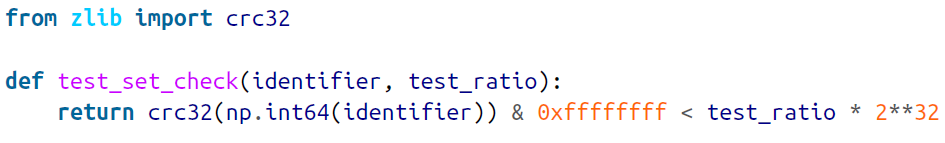 from zlib import crc32
def test_set_check(identifier, test_ratio):
    return crc32(np.int64(identifier)) & 0xffffffff < test_ratio * 2**32